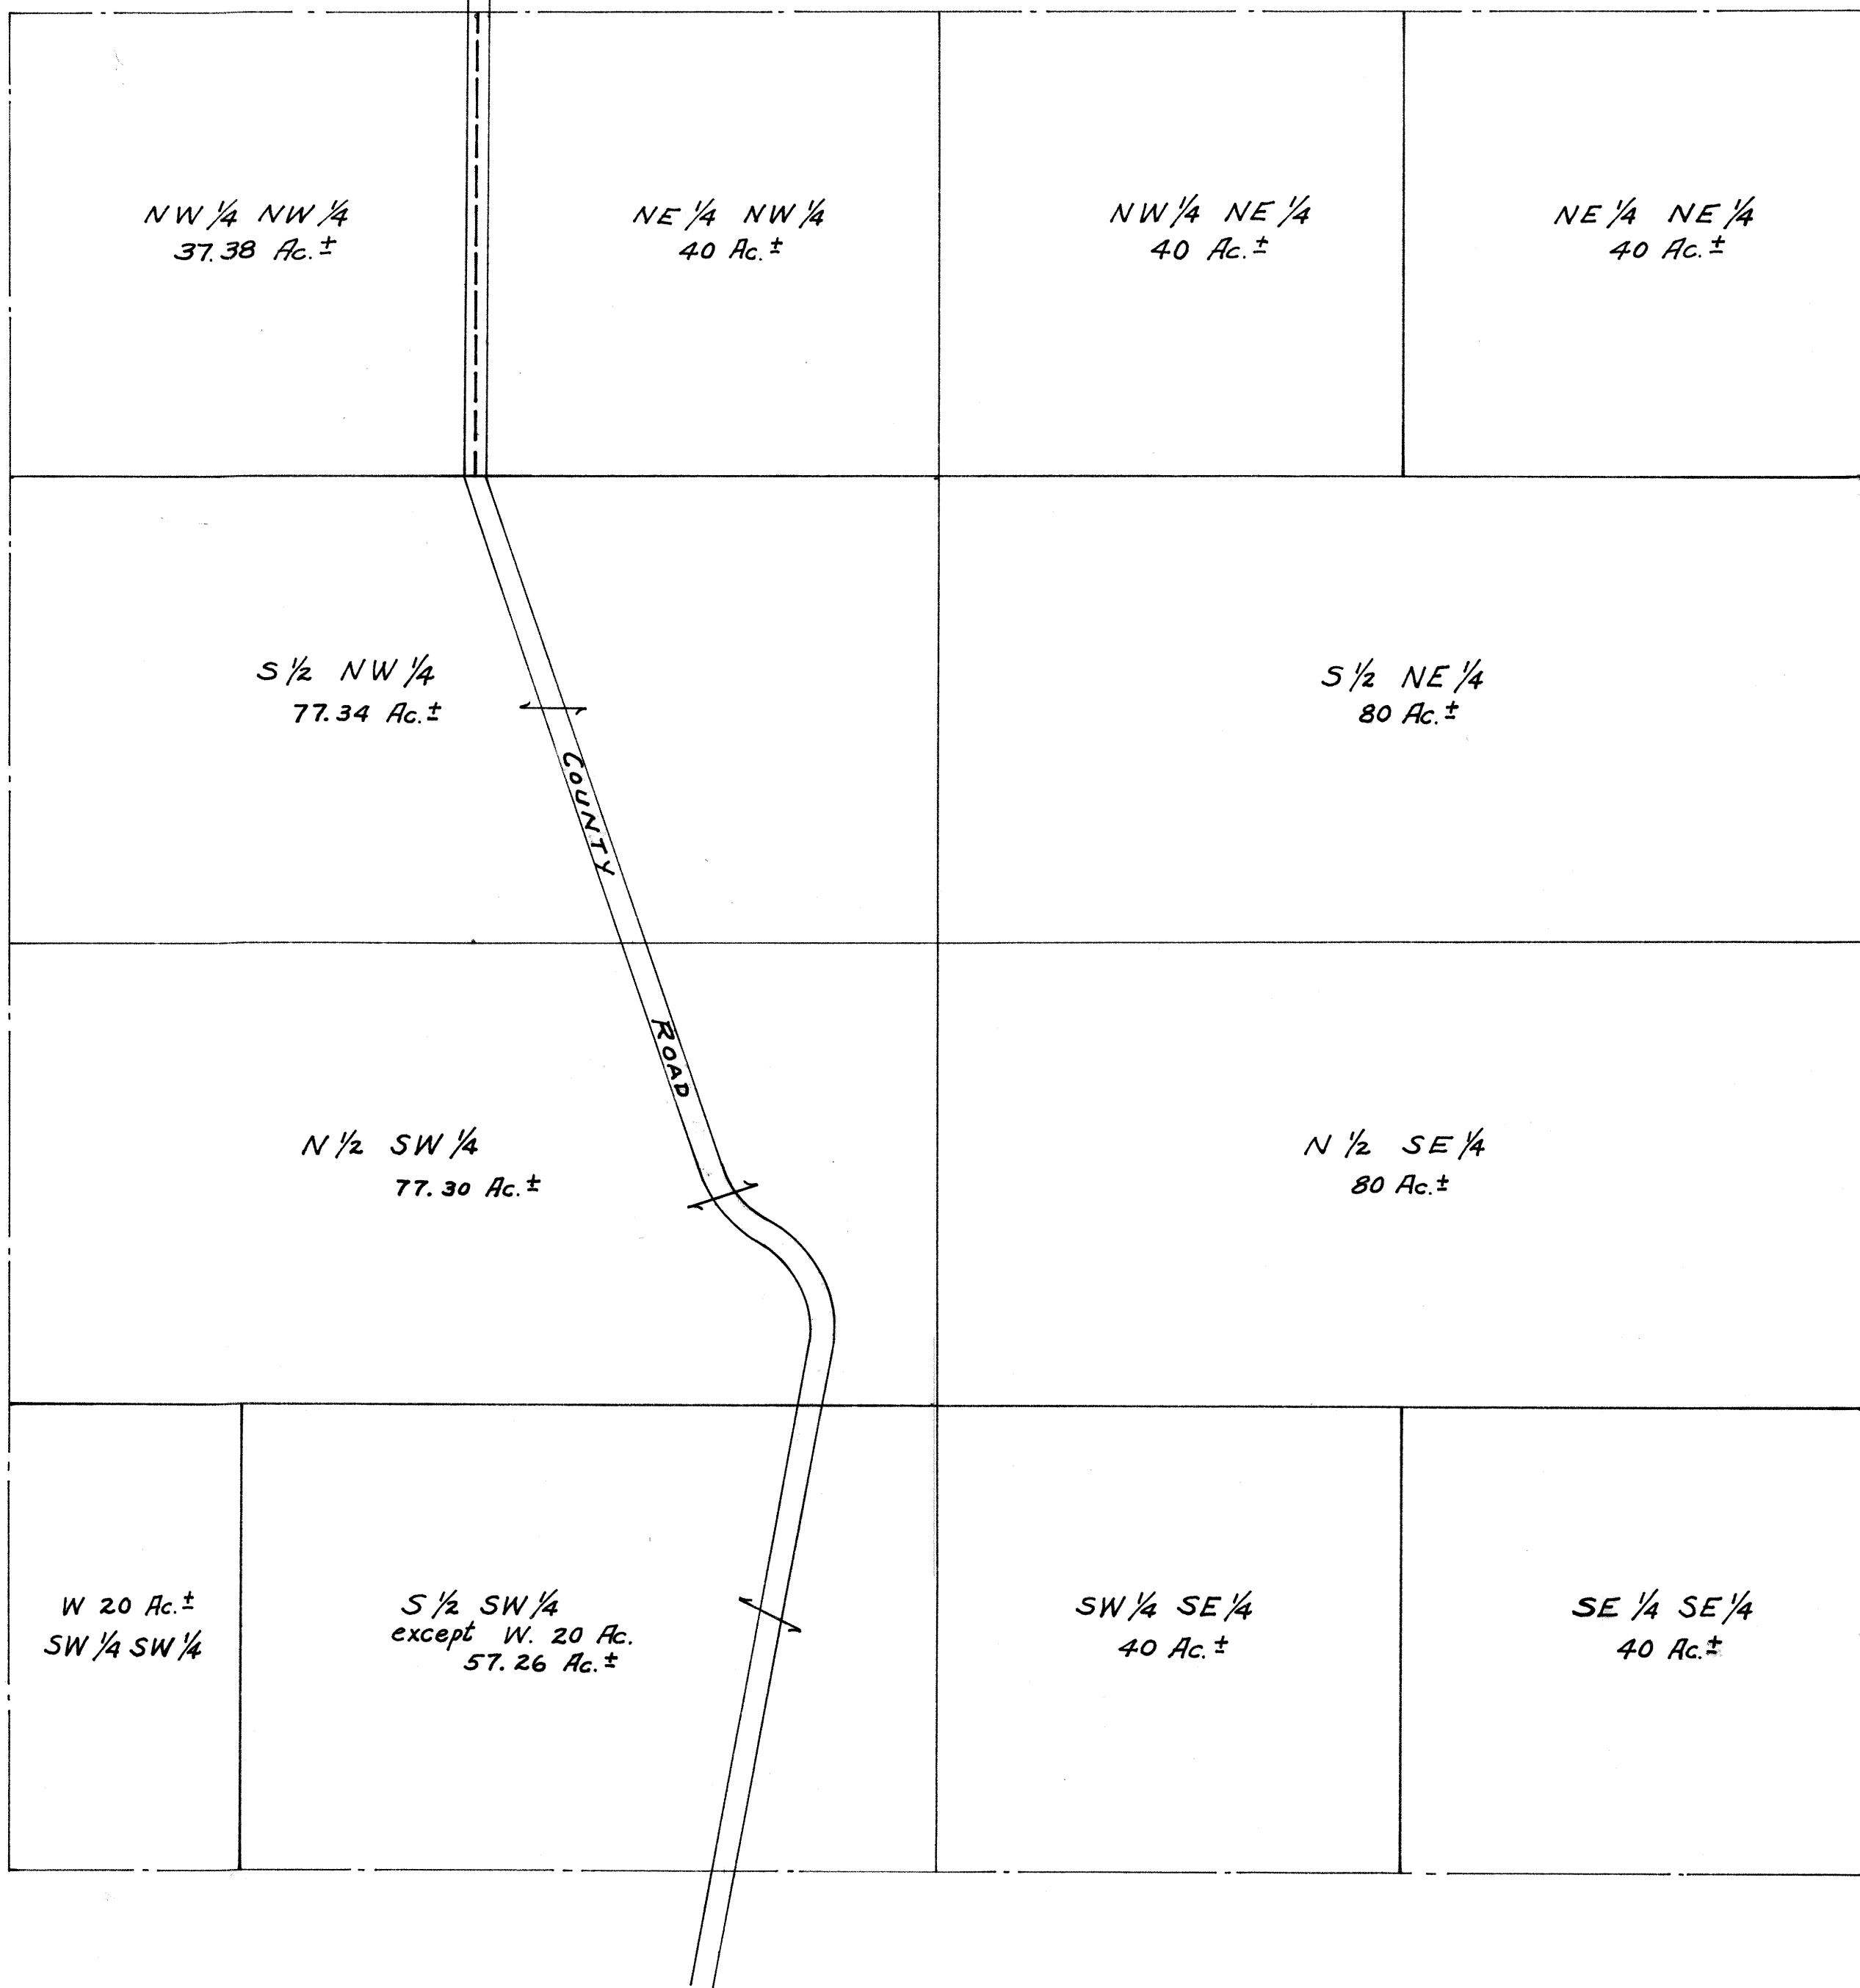 NW 1/4 NW 1/4
37.38 Ac. ±
NE 1/4 NW 1/4
40 Ac. ±
NW 1/4 NE 1/4
40 Ac. ±
NE 1/4 NE 1/4
40 Ac. ±
S 1/2 NW 1/4
77.34 Ac. ±
S 1/2 NE 1/4
80 Ac. ±
COUNTY
ROAD
N 1/2 SW 1/4
77.30 Ac. ±
N 1/2 SE 1/4
80 Ac. ±
W 20 Ac. ±
SW 1/4 SW 1/4
S 1/2 SW 1/4
except W. 20 Ac.
57.26 Ac. ±
SW 1/4 SE 1/4
40 Ac. ±
SE 1/4 SE 1/4
40 Ac. ±